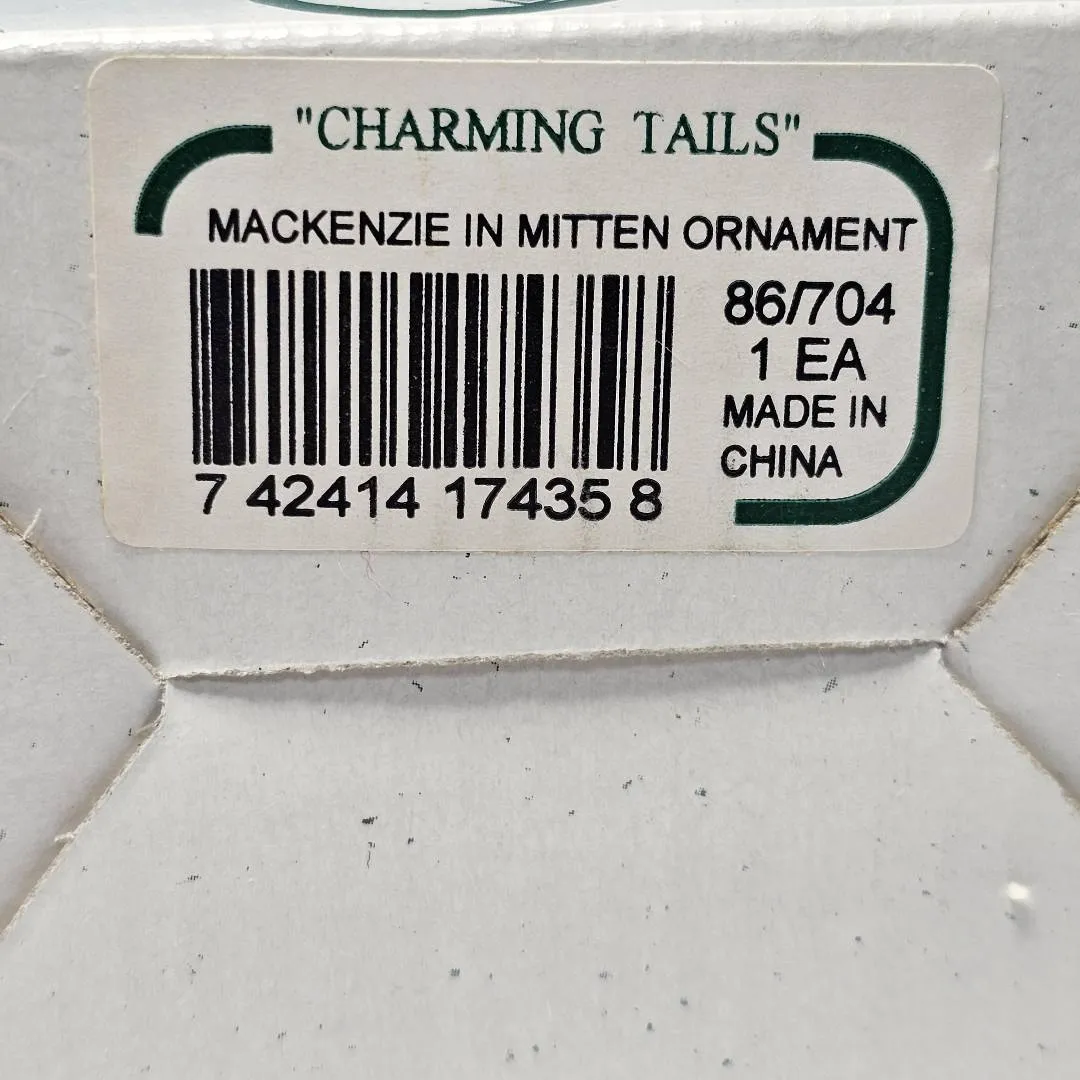 "CHARMING TAILS"
MACKENZIE IN MITTEN ORNAMENT
86/704
1 EA
MADE IN
CHINA
7 42414 17435 8